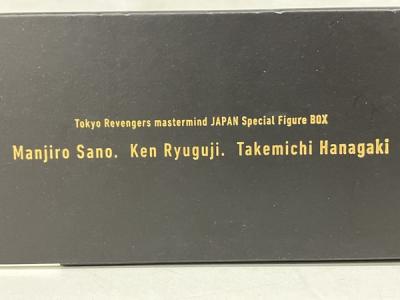 Tokyo Revengers mastermind JAPAN Special Figure BOX
Manjiro Sano. Ken Ryuguji. Takemichi Hanagaki